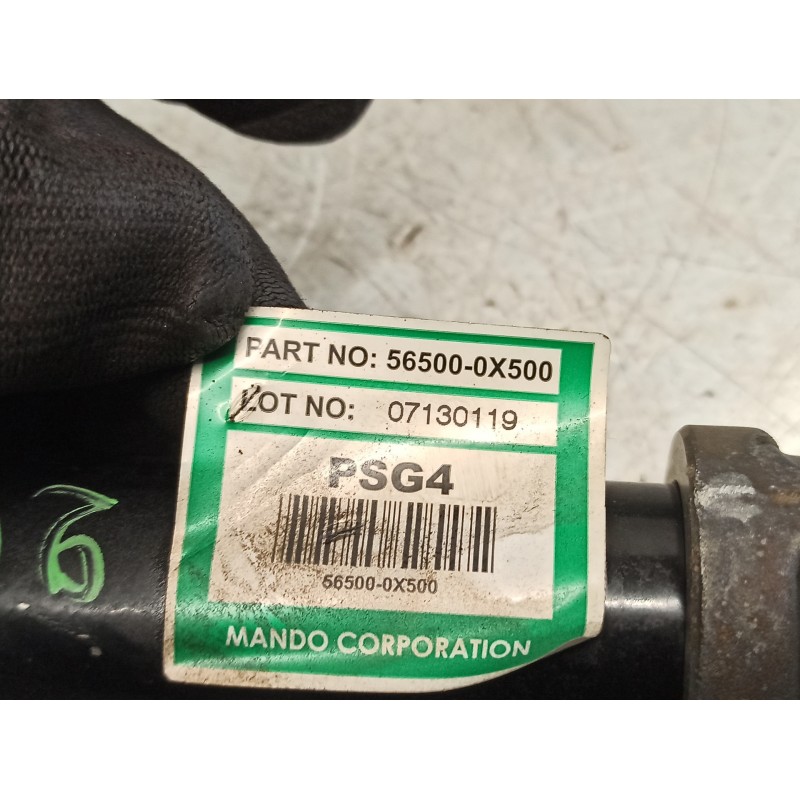 PART NO: 56500-0X500
LOT NO: 07130119
PSG4
56500-0X500
MANDO CORPORATION